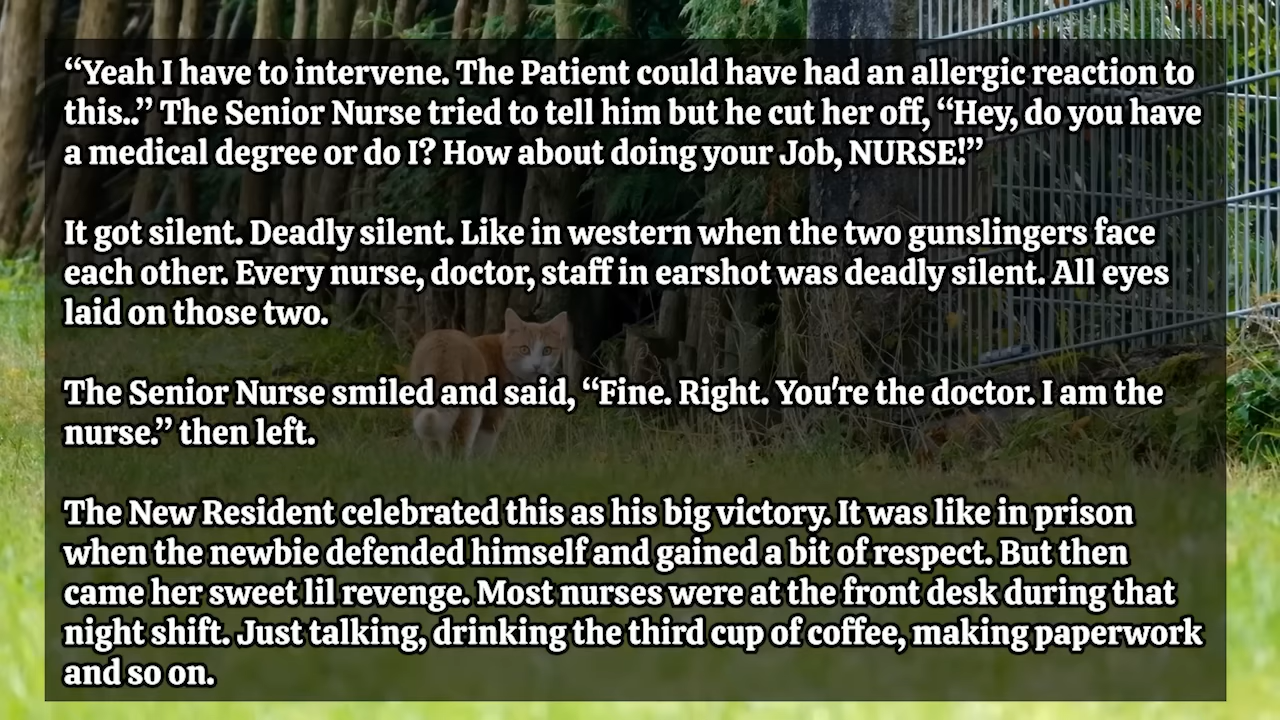 “Yeah I have to intervene. The Patient could have had an allergic reaction to
this..” The Senior Nurse tried to tell him but he cut her off, “Hey, do you have
a medical degree or do I? How about doing your Job, NURSE!”
It got silent. Deadly silent. Like in western when the two gunslingers face
each other. Every nurse, doctor, staff in earshot was deadly silent. All eyes
laid on those two.
The Senior Nurse smiled and said, “Fine. Right. You're the doctor. I am the
nurse.” then left.
The New Resident celebrated this as his big victory. It was like in prison
when the newbie defended himself and gained a bit of respect. But then
came her sweet lil revenge. Most nurses were at the front desk during that
night shift. Just talking, drinking the third cup of coffee, making paperwork
and so on.